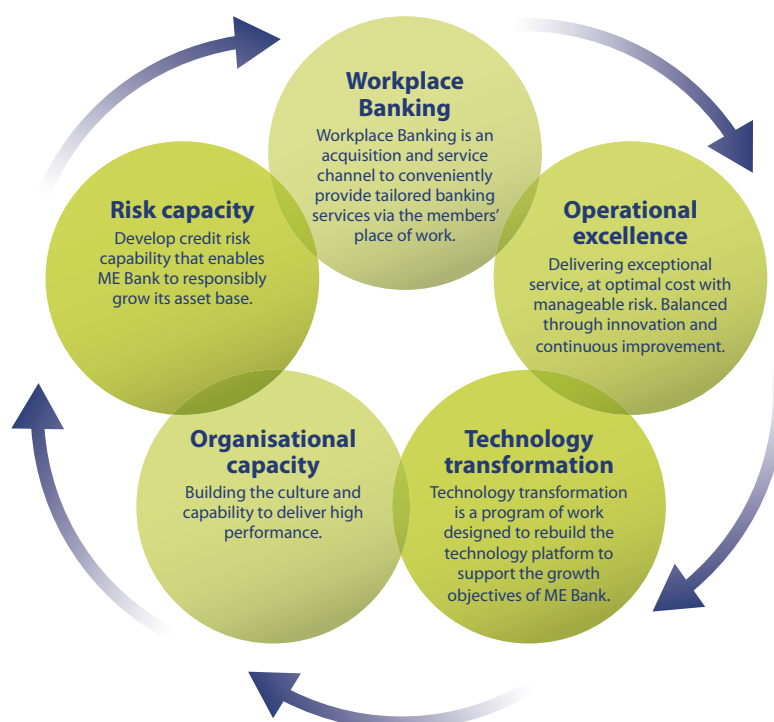 Workplace
Banking
Workplace Banking is an
acquisition and service
channel to conveniently
provide tailored banking
services via the members’
place of work.
Operational
excellence
Delivering exceptional
service, at optimal cost with
manageable risk. Balanced
through innovation and
continuous improvement.
Technology
transformation
Technology transformation
is a program of work
designed to rebuild the
technology platform to
support the growth
objectives of ME Bank.
Organisational
capacity
Building the culture and
capability to deliver high
performance.
Risk capacity
Develop credit risk
capability that enables
ME Bank to responsibly
grow its asset base.